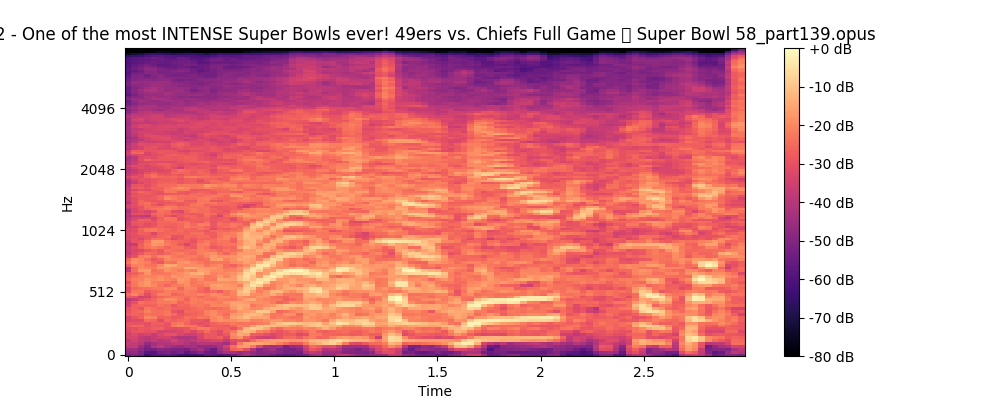 2 - One of the most INTENSE Super Bowls ever! 49ers vs. Chiefs Full Game ▯ Super Bowl 58_part139.opus
+0 dB
4096
-10 dB
-20 dB
2048
-30 dB
Hz
1024
-40 dB
-50 dB
512
-60 dB
-70 dB
0
-80 dB
0 0.5 1 1.5 2 2.5
Time